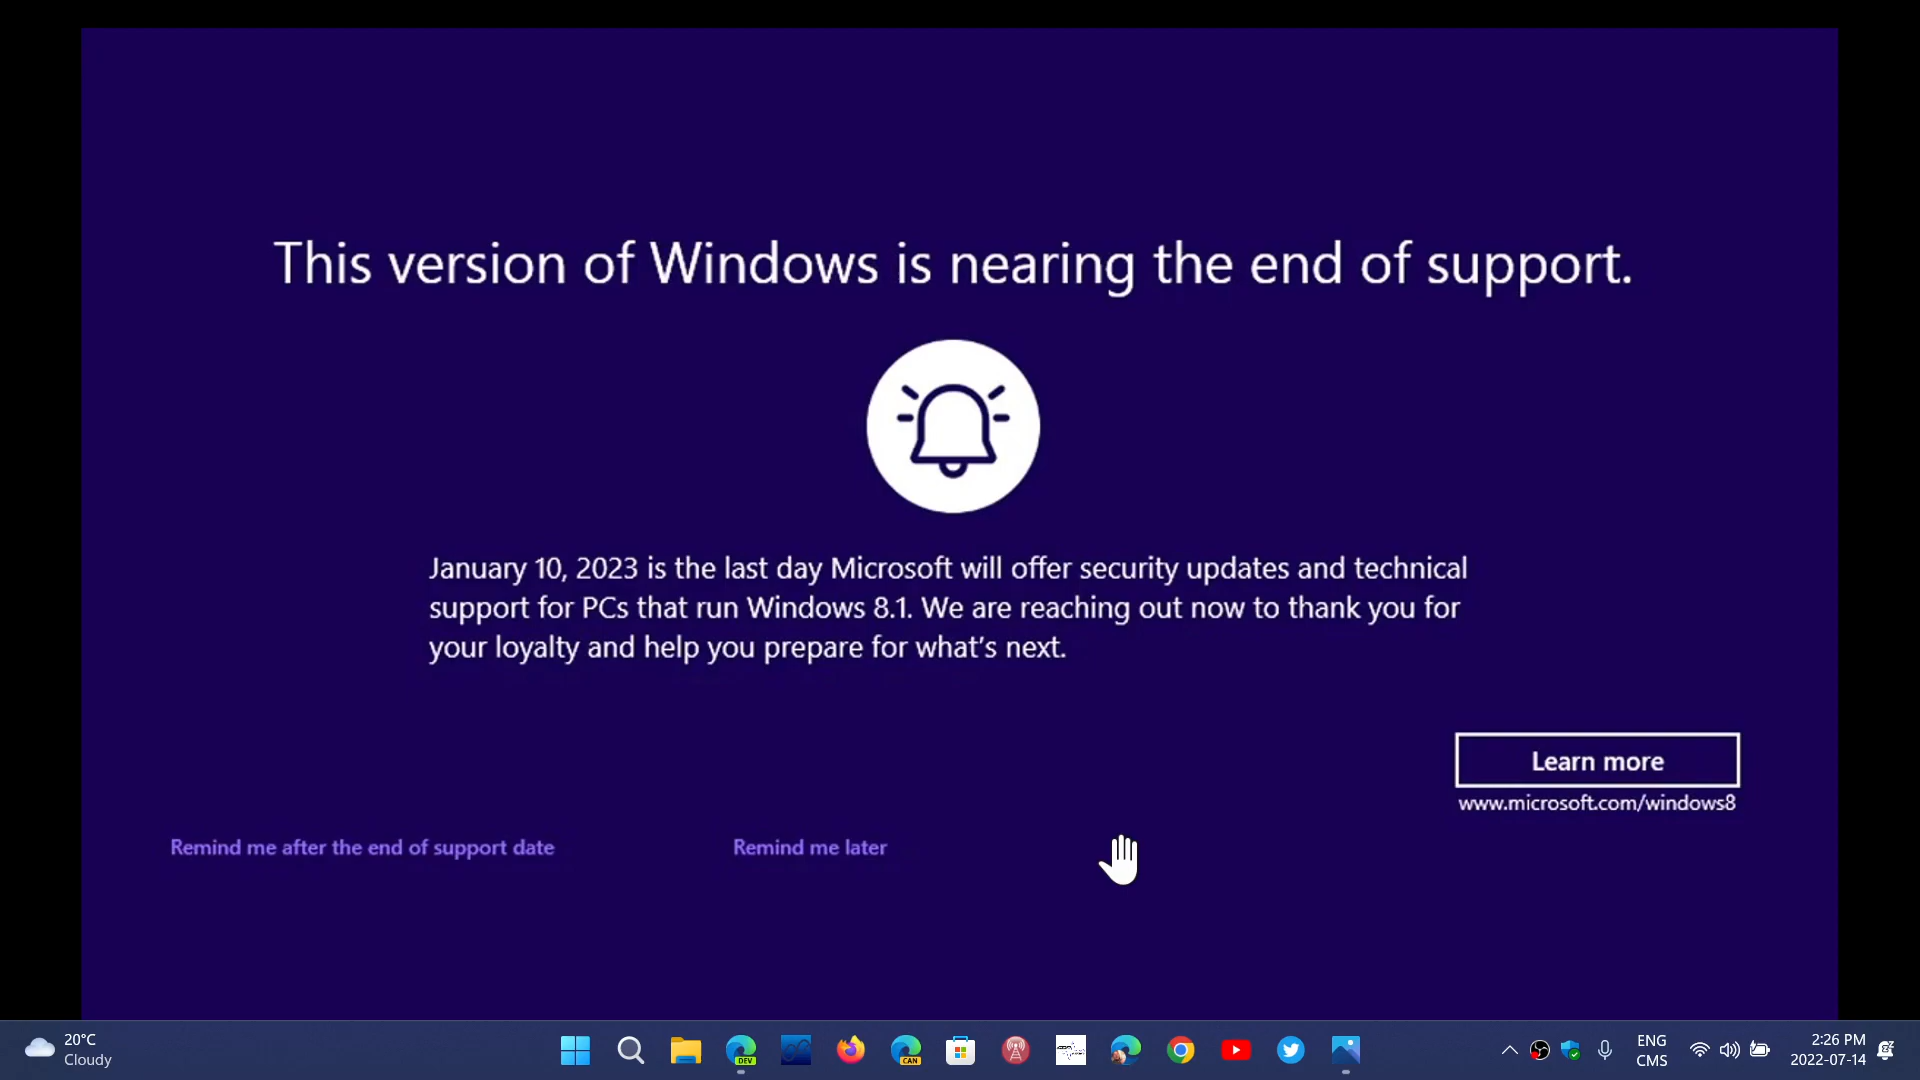 This version of Windows is nearing the end of support.
January 10, 2023 is the last day Microsoft will offer security updates and technical
support for PCs that run Windows 8.1. We are reaching out now to thank you for
your loyalty and help you prepare for what's next.
Learn more
www.microsoft.com/windows8
Remind me after the end of support date
Remind me later
20°C
Cloudy
DEV
CAN
ENG
CMS
2:26 PM
2022-07-14